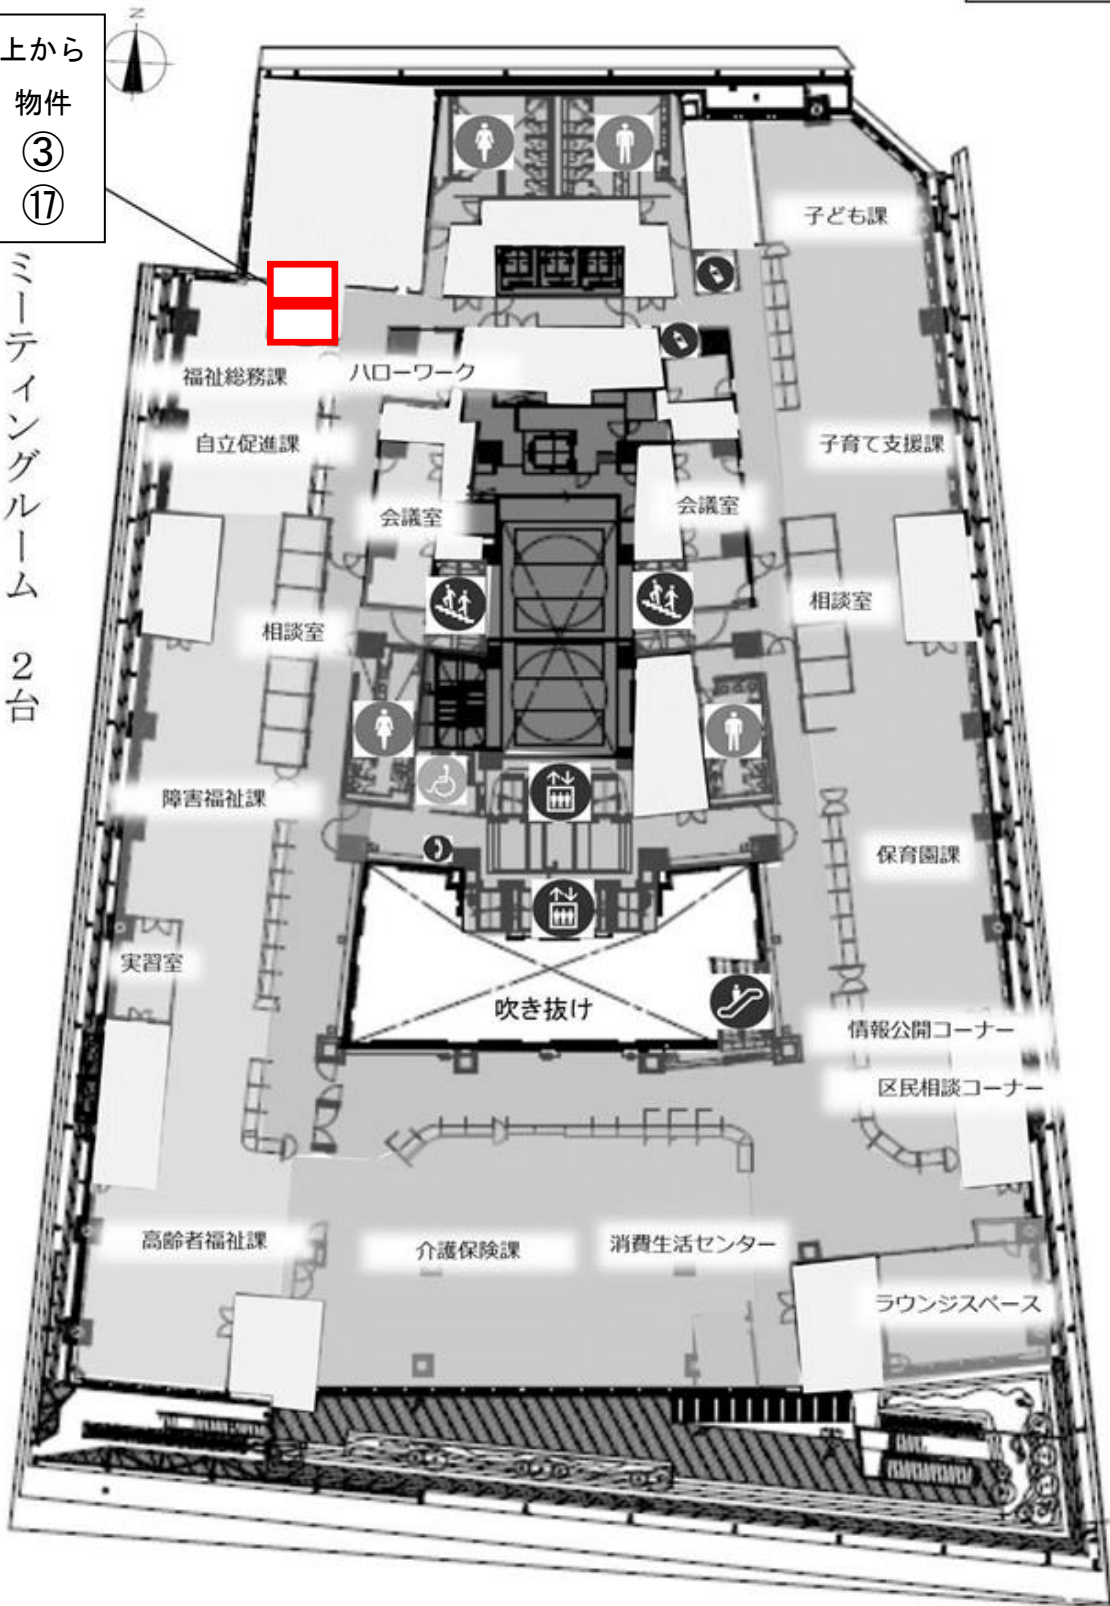 N
上から
物件
③
⑰
ミーティングルーム　2台
子ども課
福祉総務課
ハローワーク
自立促進課
子育て支援課
会議室
会議室
相談室
相談室
障害福祉課
保育園課
実習室
吹き抜け
情報公開コーナー
区民相談コーナー
高齢者福祉課
介護保険課
消費生活センター
ラウンジスペース